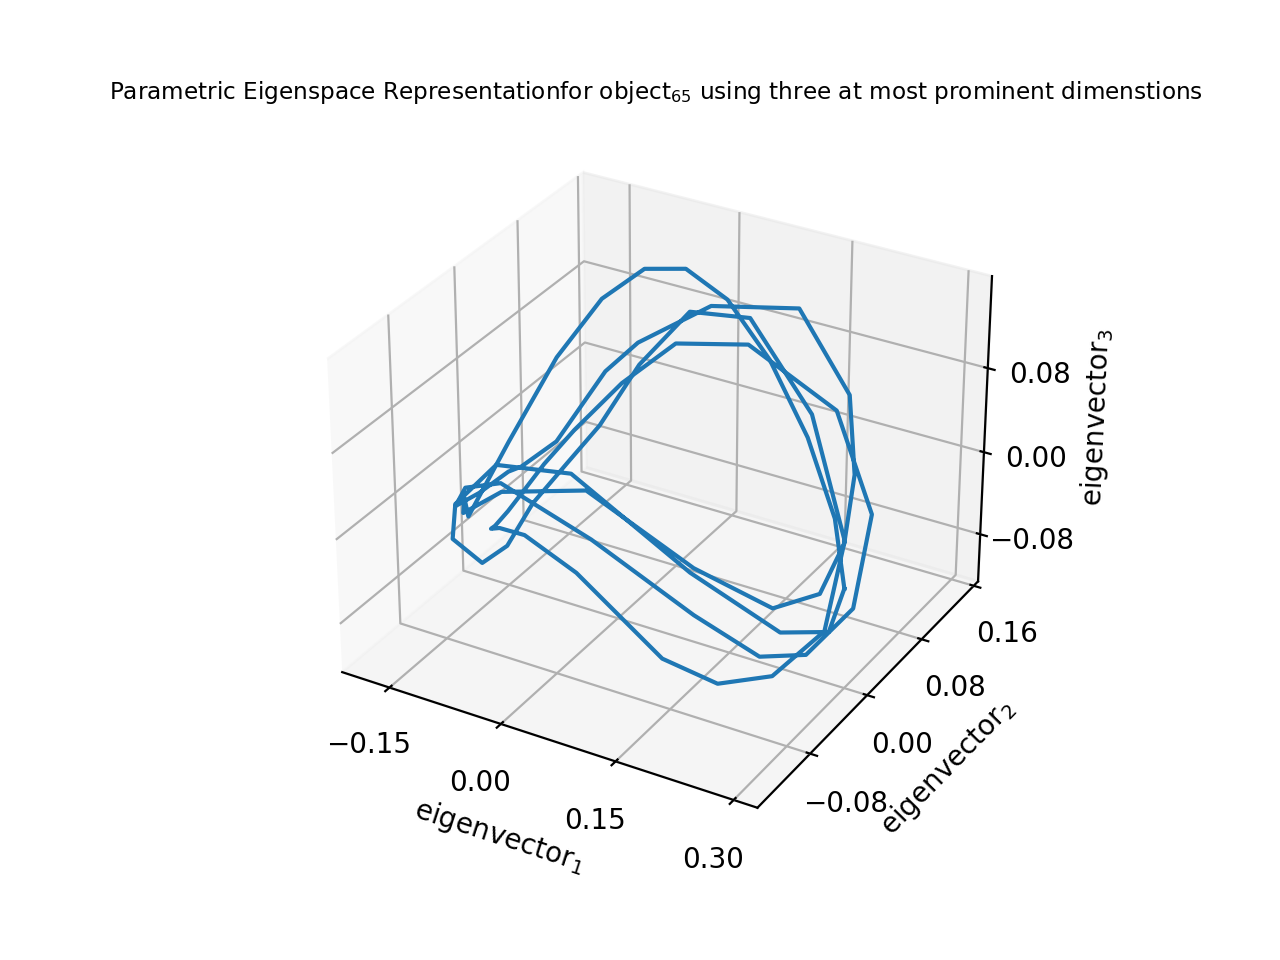 Parametric Eigenspace Representationfor object₆₅ using three at most prominent dimenstions
0.08
0.00
−0.08
eigenvector₃
0.16
0.08
0.00
−0.08
eigenvector₂
−0.15
0.00
0.15
0.30
eigenvector₁